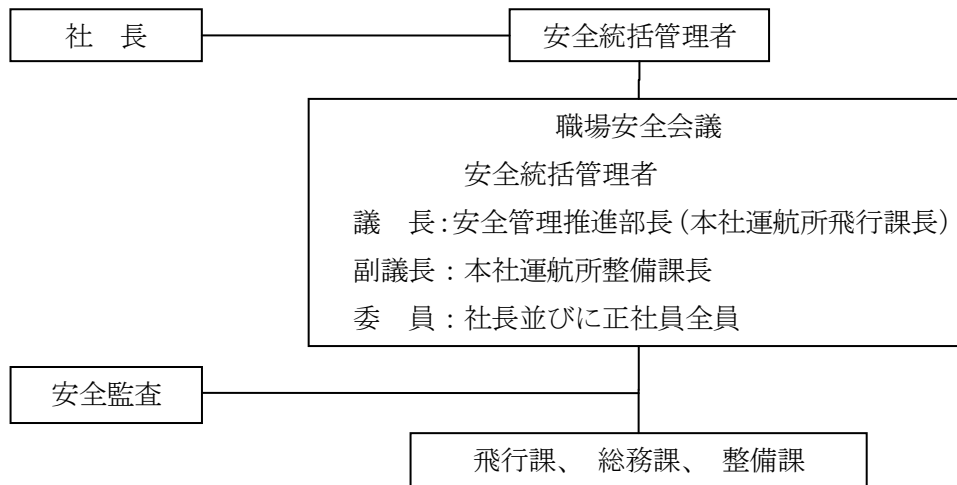 社　長
安全統括管理者
職場安全会議
安全統括管理者
議　長：安全管理推進部長（本社運航所飛行課長）
副議長：本社運航所整備課長
委　員：社長並びに正社員全員
安全監査
飛行課、　総務課、　整備課